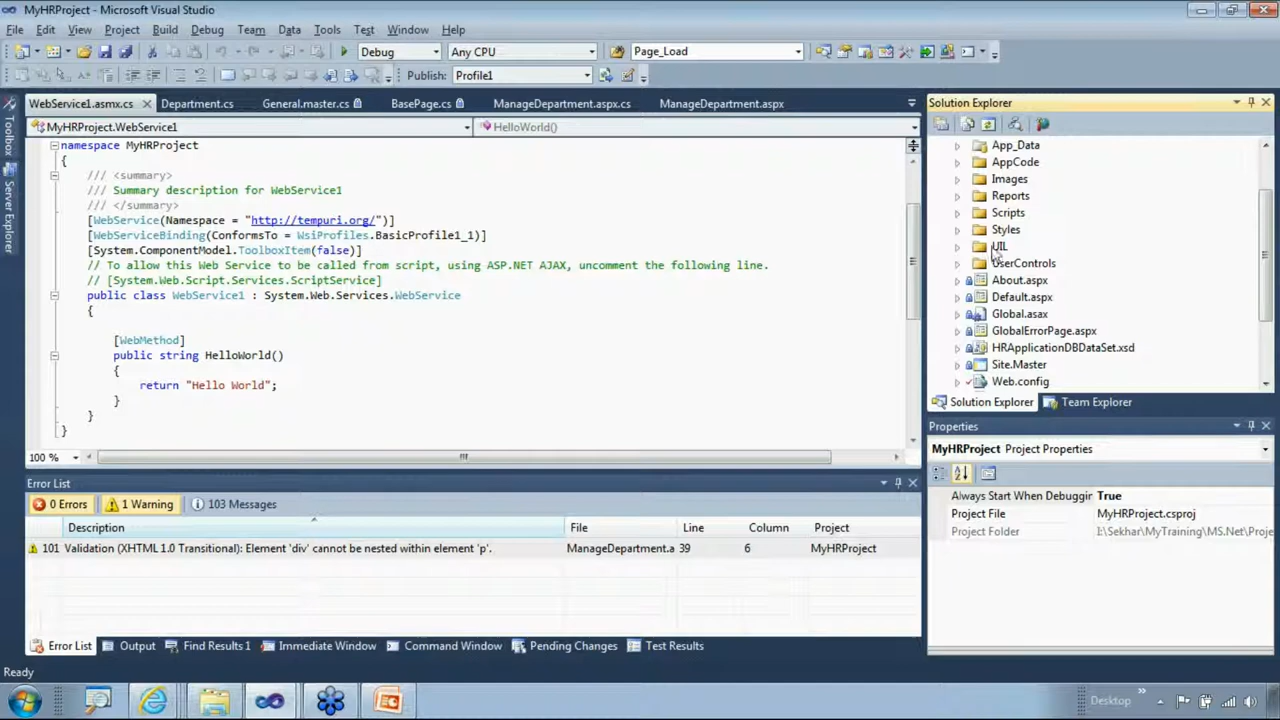 MyHRProject - Microsoft Visual Studio
File Edit View Project Build Debug Team Data Tools Test Window Help
Debug Any CPU Page_Load
Publish: Profile1
WebService1.asmx.cs Department.cs General.master.cs BasePage.cs ManageDepartment.aspx.cs ManageDepartment.aspx
MyHRProject.WebService1 HelloWorld()
namespace MyHRProject
{
/// <summary>
/// Summary description for WebService1
/// </summary>
[WebService(Namespace = "http://tempuri.org/")]
[WebServiceBinding(ConformsTo = WsiProfiles.BasicProfile1_1)]
[System.ComponentModel.ToolboxItem(false)]
// To allow this Web Service to be called from script, using ASP.NET AJAX, uncomment the following line.
// [System.Web.Script.Services.ScriptService]
public class WebService1 : System.Web.Services.WebService
{
[WebMethod]
public string HelloWorld()
{
return "Hello World";
}
}
}
100 %
Toolbox
Server Explorer
Solution Explorer
App_Data
AppCode
Images
Reports
Scripts
Styles
UIL
UserControls
About.aspx
Default.aspx
Global.asax
GlobalErrorPage.aspx
HRApplicationDBDataSet.xsd
Site.Master
Web.config
Solution Explorer Team Explorer
Properties
MyHRProject Project Properties
Always Start When Debuggin True
Project File MyHRProject.csproj
Project Folder I:\Sekhar\MyTraining\MS.Net\Proje
Error List
0 Errors 1 Warning 103 Messages
Description File Line Column Project
101 Validation (XHTML 1.0 Transitional): Element 'div' cannot be nested within element 'p'. ManageDepartment.a 39 6 MyHRProject
Error List Output Find Results 1 Immediate Window Command Window Pending Changes Test Results
Ready
Desktop